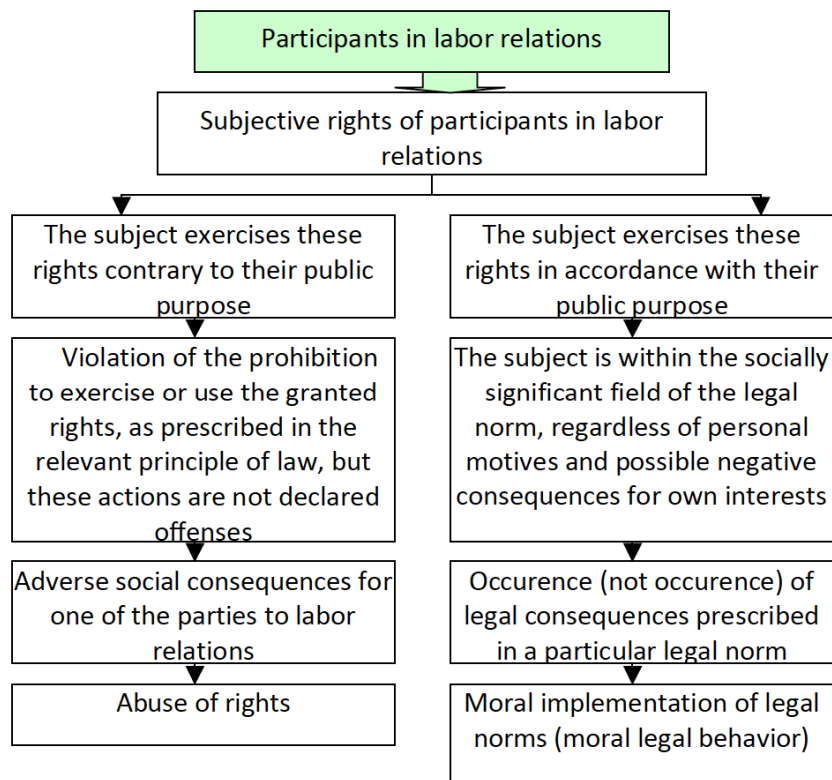 Participants in labor relations
Subjective rights of participants in labor
relations
The subject exercises these
rights contrary to their public
purpose
The subject exercises these
rights in accordance with their
public purpose
Violation of the prohibition
to exercise or use the granted
rights, as prescribed in the
relevant principle of law, but
these actions are not declared
offenses
The subject is within the socially
significant field of the legal
norm, regardless of personal
motives and possible negative
consequences for own interests
Adverse social consequences for
one of the parties to labor
relations
Occurence (not occurence) of
legal consequences prescribed
in a particular legal norm
Abuse of rights
Moral implementation of legal
norms (moral legal behavior)